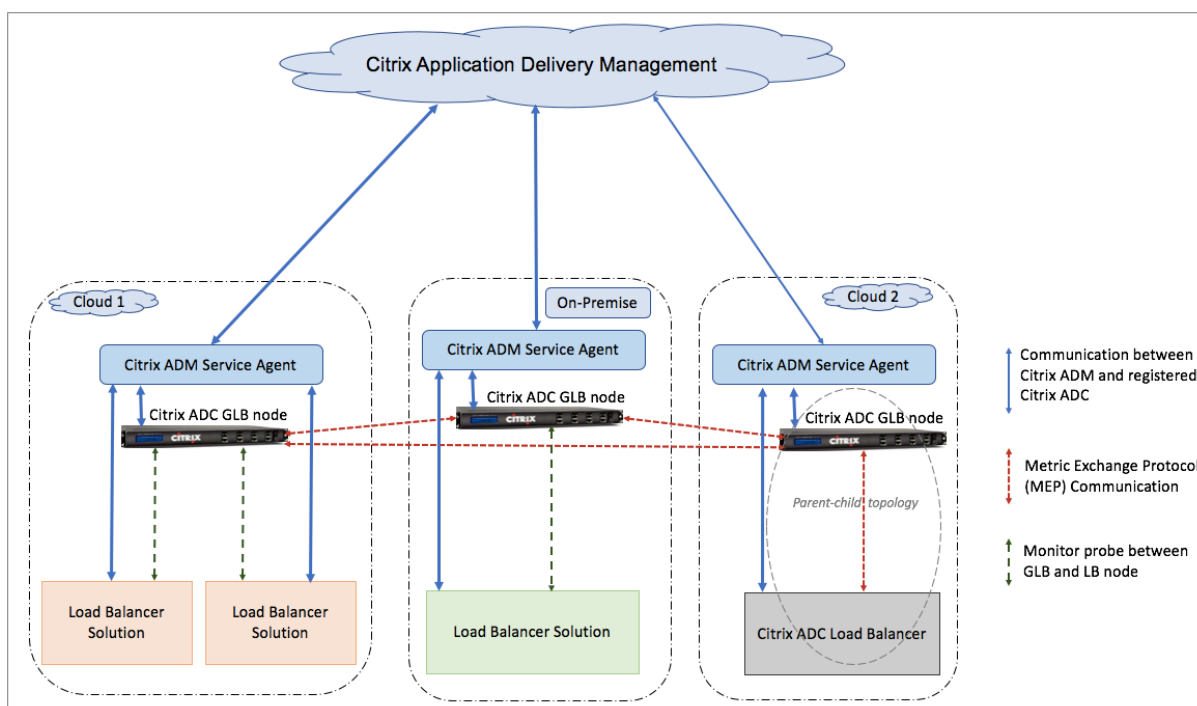 Citrix Application Delivery Management
Cloud 1
On-Premise
Cloud 2
Citrix ADM Service Agent
Citrix ADM Service Agent
Citrix ADM Service Agent
Citrix ADC GLB node
CITRIX
Citrix ADC GLB node
CITRIX
Citrix ADC GLB node
CITRIX
Parent-child topology
Load Balancer
Solution
Load Balancer
Solution
Load Balancer Solution
Citrix ADC Load Balancer
Communication between
Citrix ADM and registered
Citrix ADC
Metric Exchange Protocol
(MEP) Communication
Monitor probe between
GLB and LB node